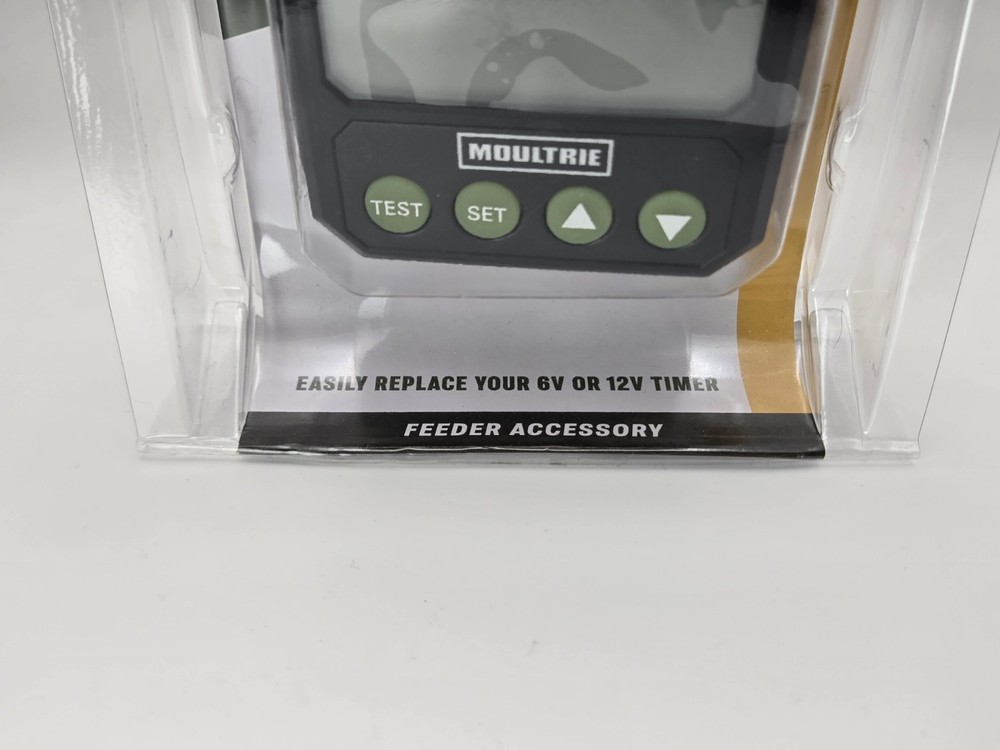 MOULTRIE
TEST SET
EASILY REPLACE YOUR 6V OR 12V TIMER
FEEDER ACCESSORY